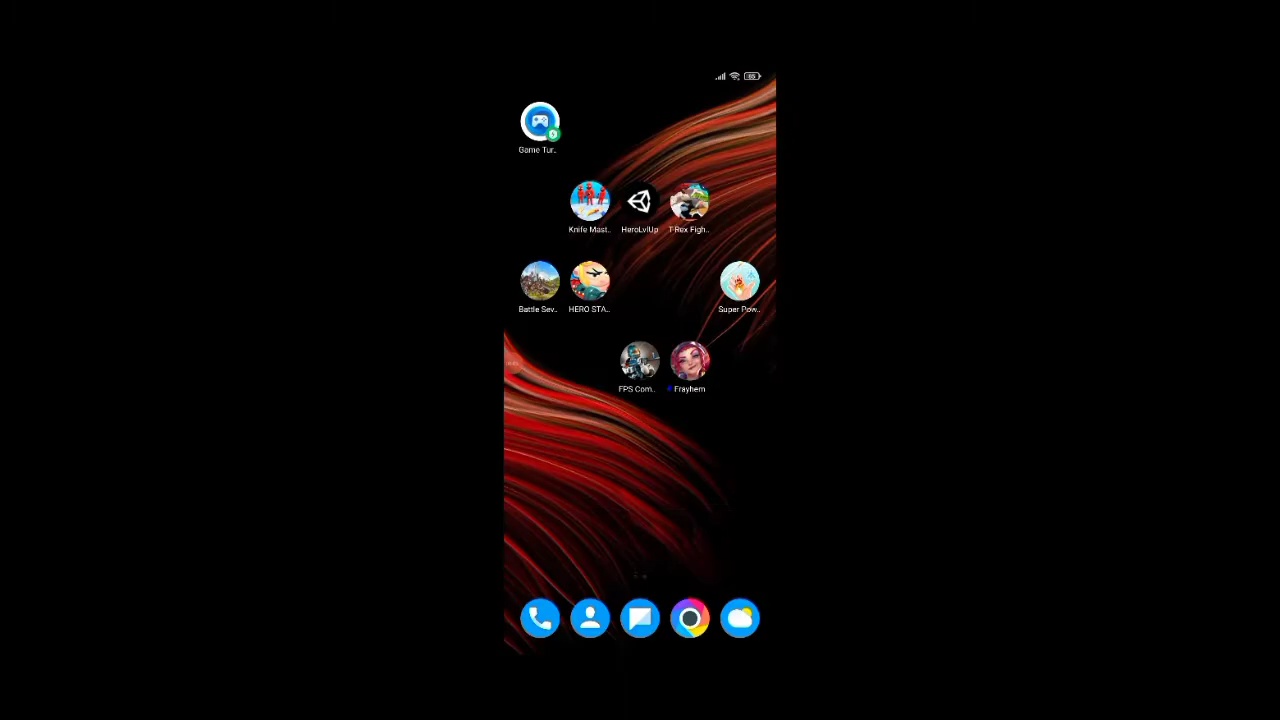 Game Tur..
Knife Mast..
HeroLvlUp
T-Rex Figh..
Battle Sev..
HERO STA..
Super Pow..
FPS Com..
Frayhem